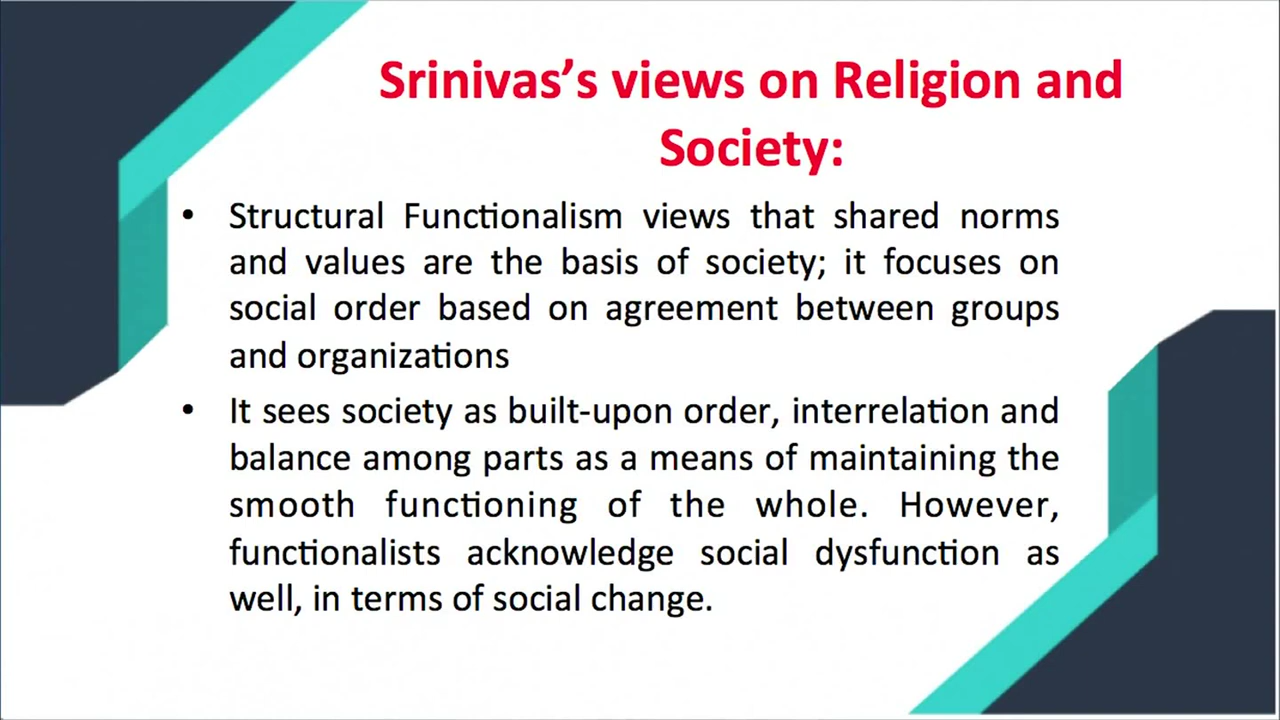 Srinivas’s views on Religion and
Society:
• Structural Functionalism views that shared norms
and values are the basis of society; it focuses on
social order based on agreement between groups
and organizations
• It sees society as built-upon order, interrelation and
balance among parts as a means of maintaining the
smooth functioning of the whole. However,
functionalists acknowledge social dysfunction as
well, in terms of social change.